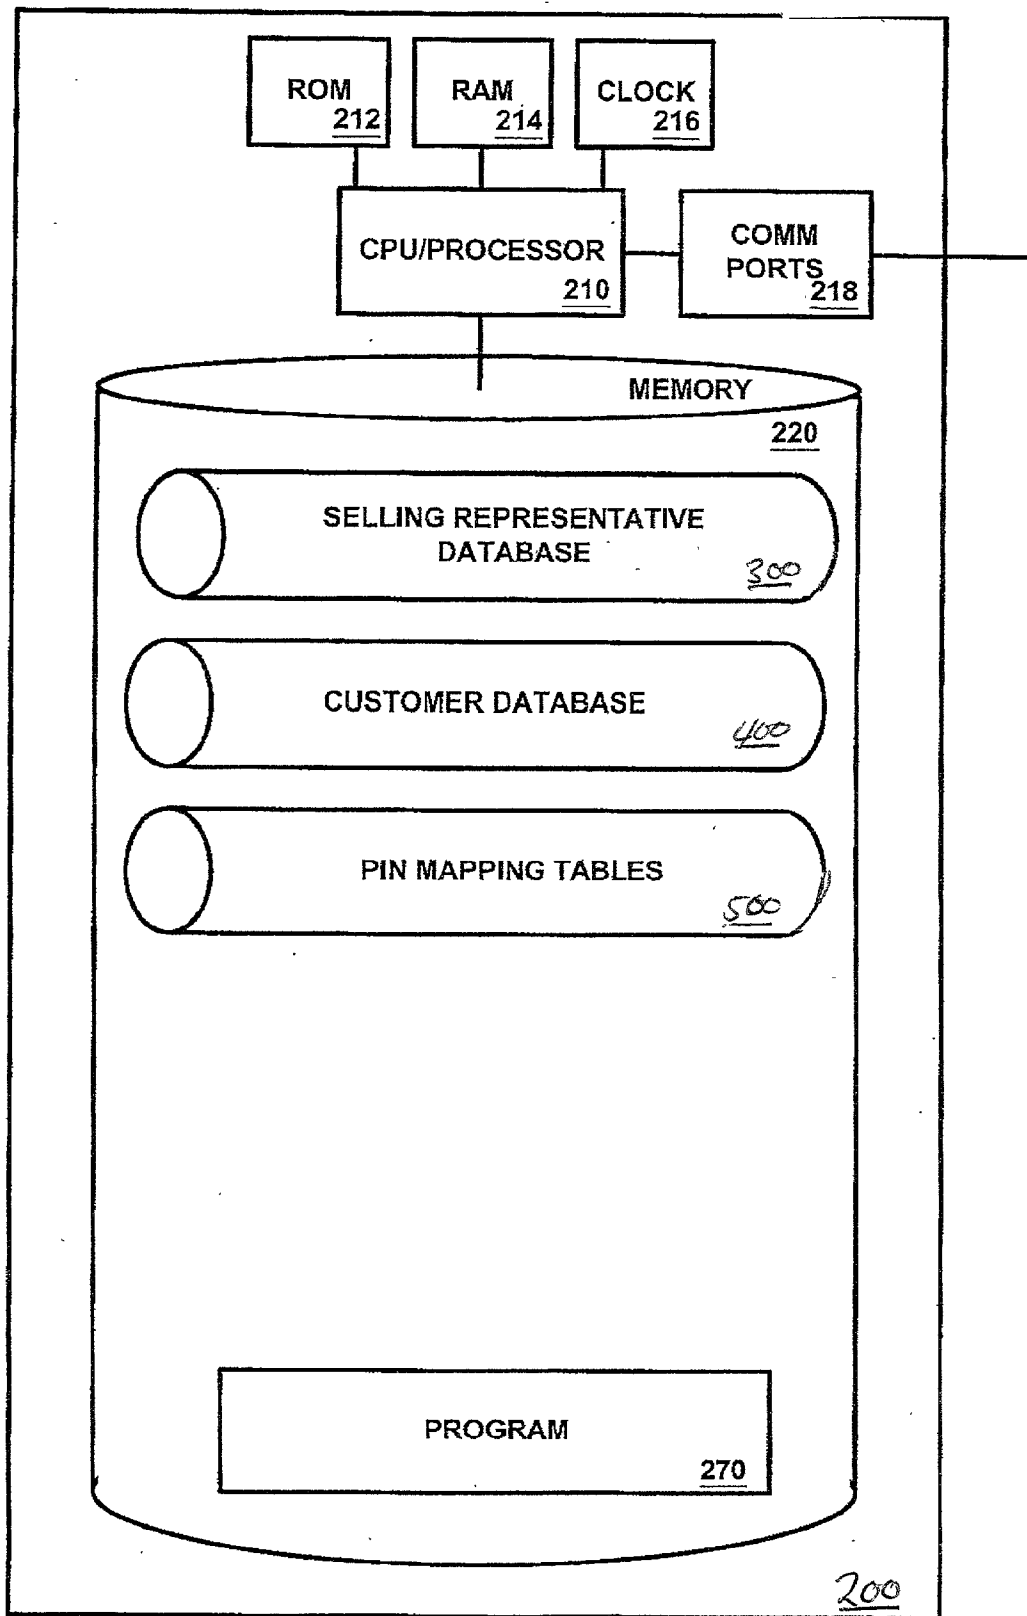 ROM
212
RAM
214
CLOCK
216
CPU/PROCESSOR
210
COMM
PORTS
218
MEMORY
220
SELLING REPRESENTATIVE
DATABASE
300
CUSTOMER DATABASE
400
PIN MAPPING TABLES
500
PROGRAM
270
200